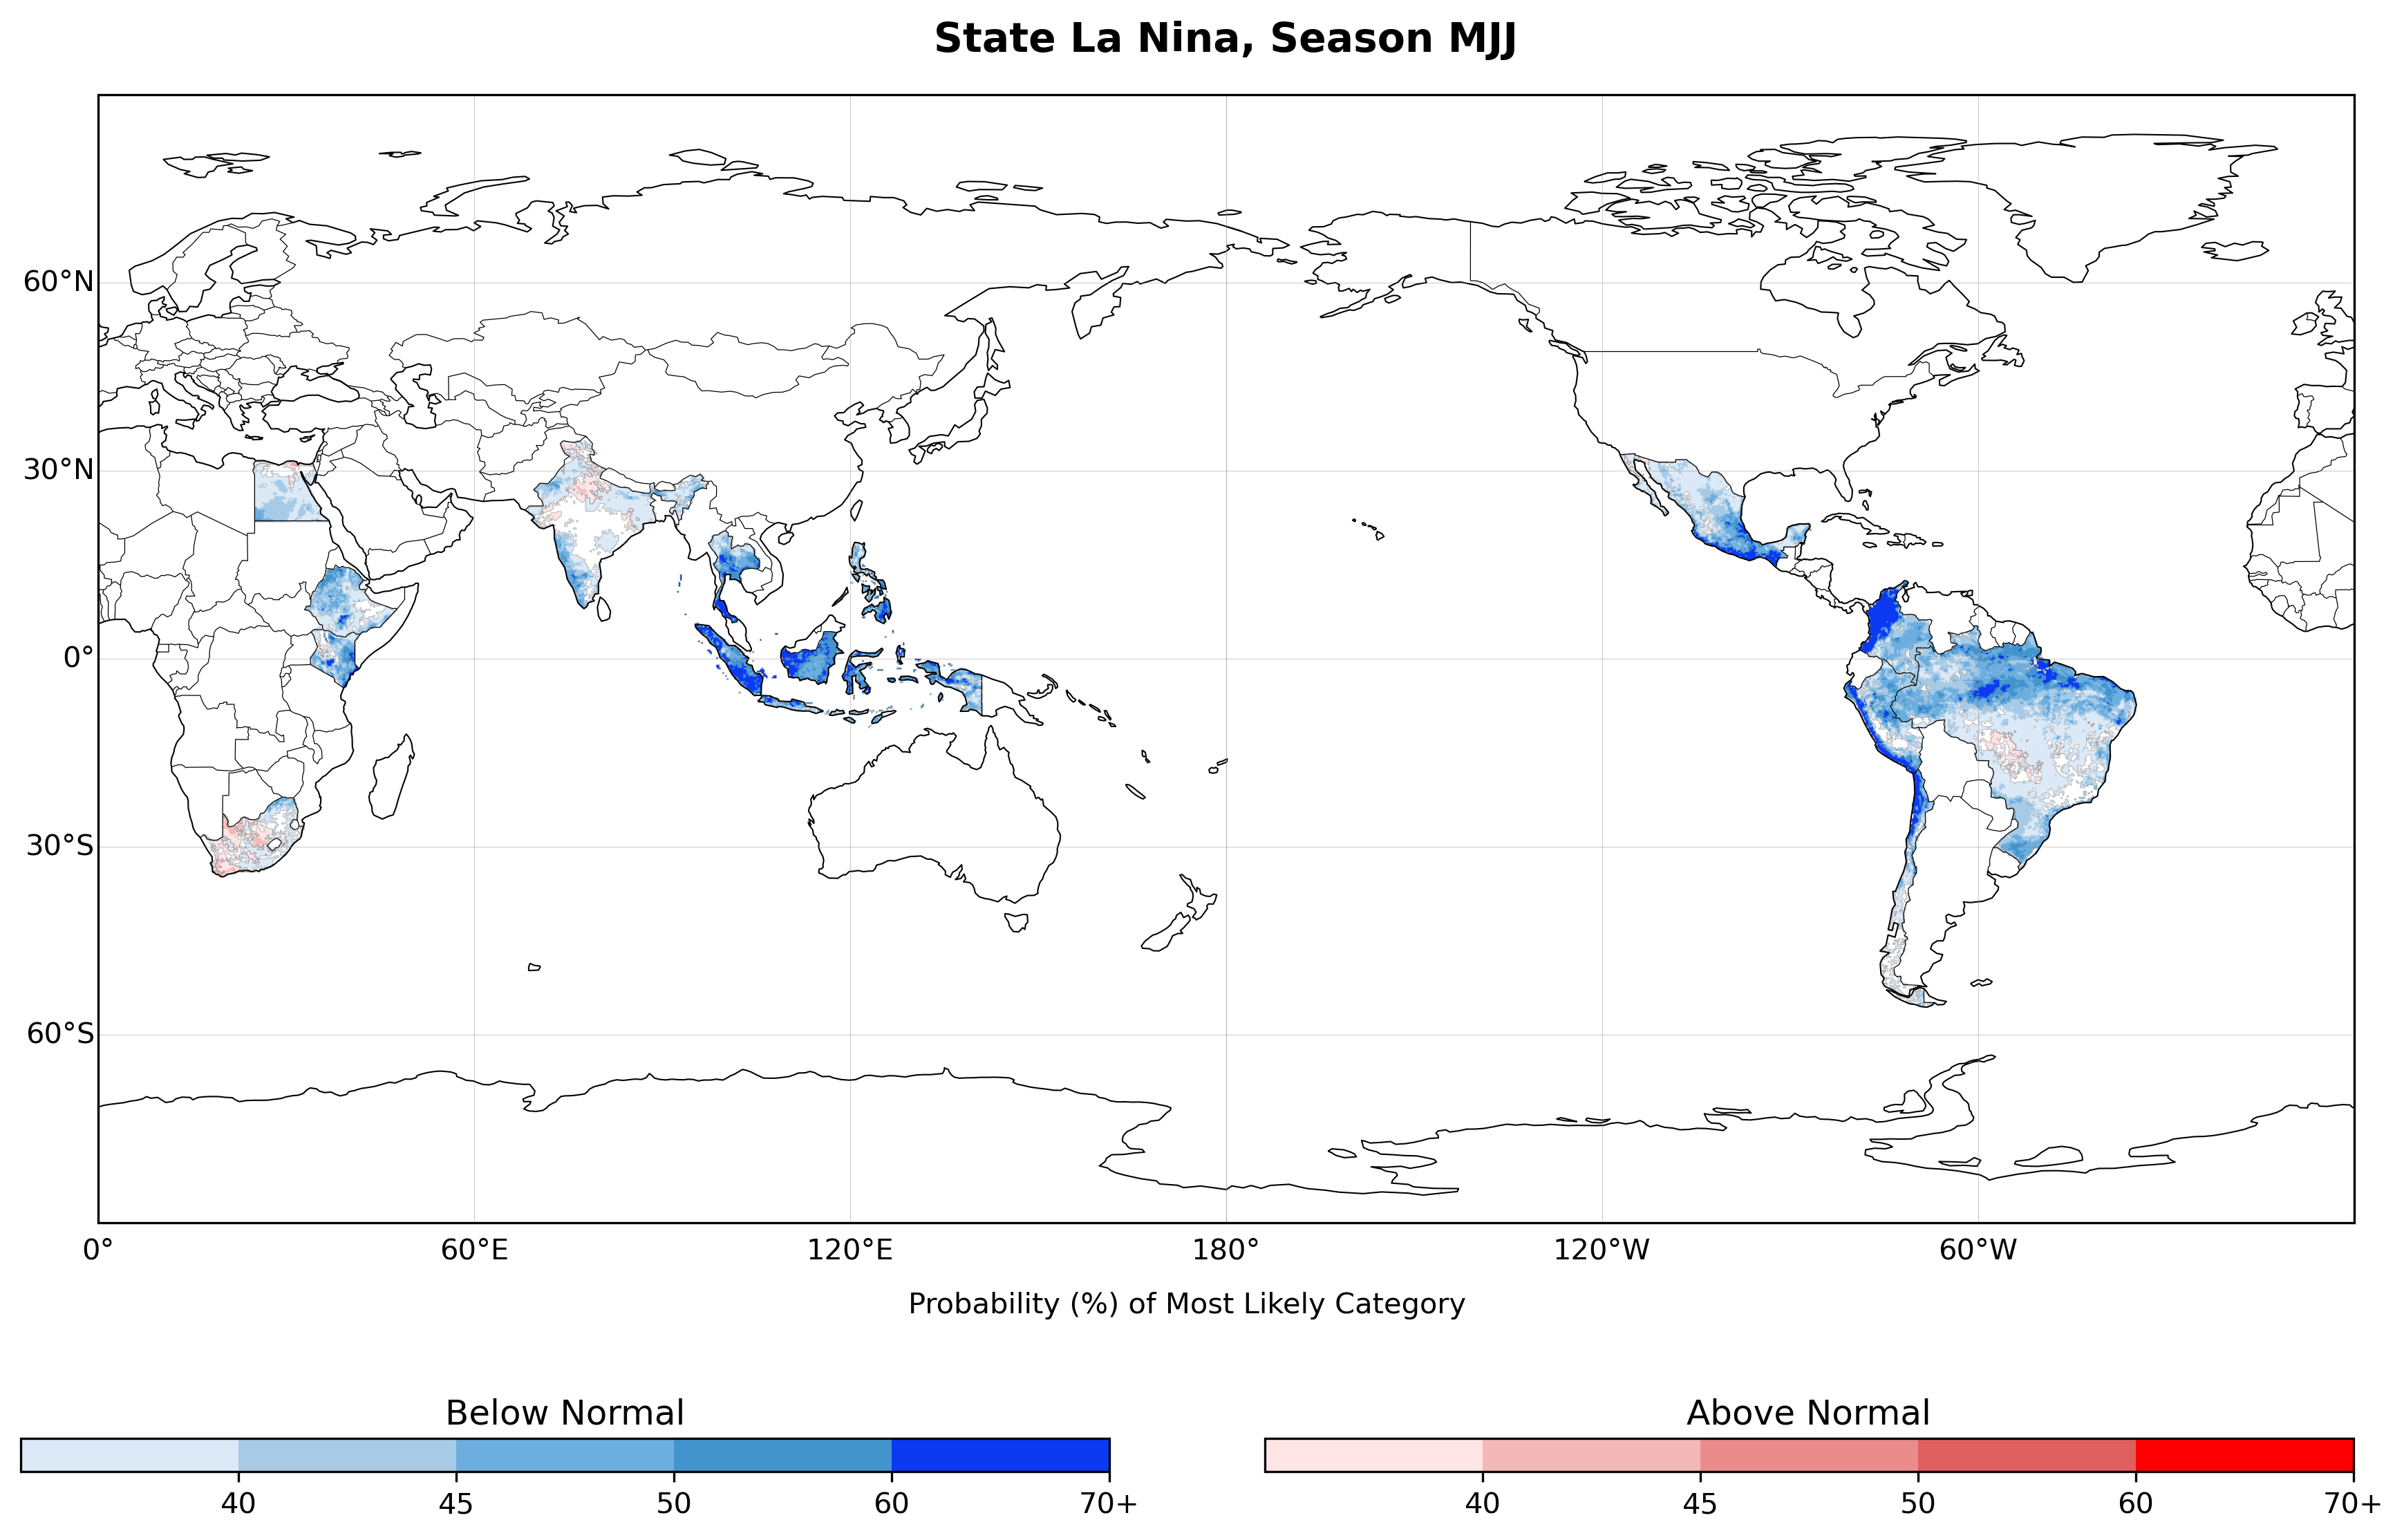 State La Nina, Season MJJ
60°N
30°N
0°
30°S
60°S
0° 60°E 120°E 180° 120°W 60°W
Probability (%) of Most Likely Category
Below Normal Above Normal
40 45 50 60 70+ 40 45 50 60 70+